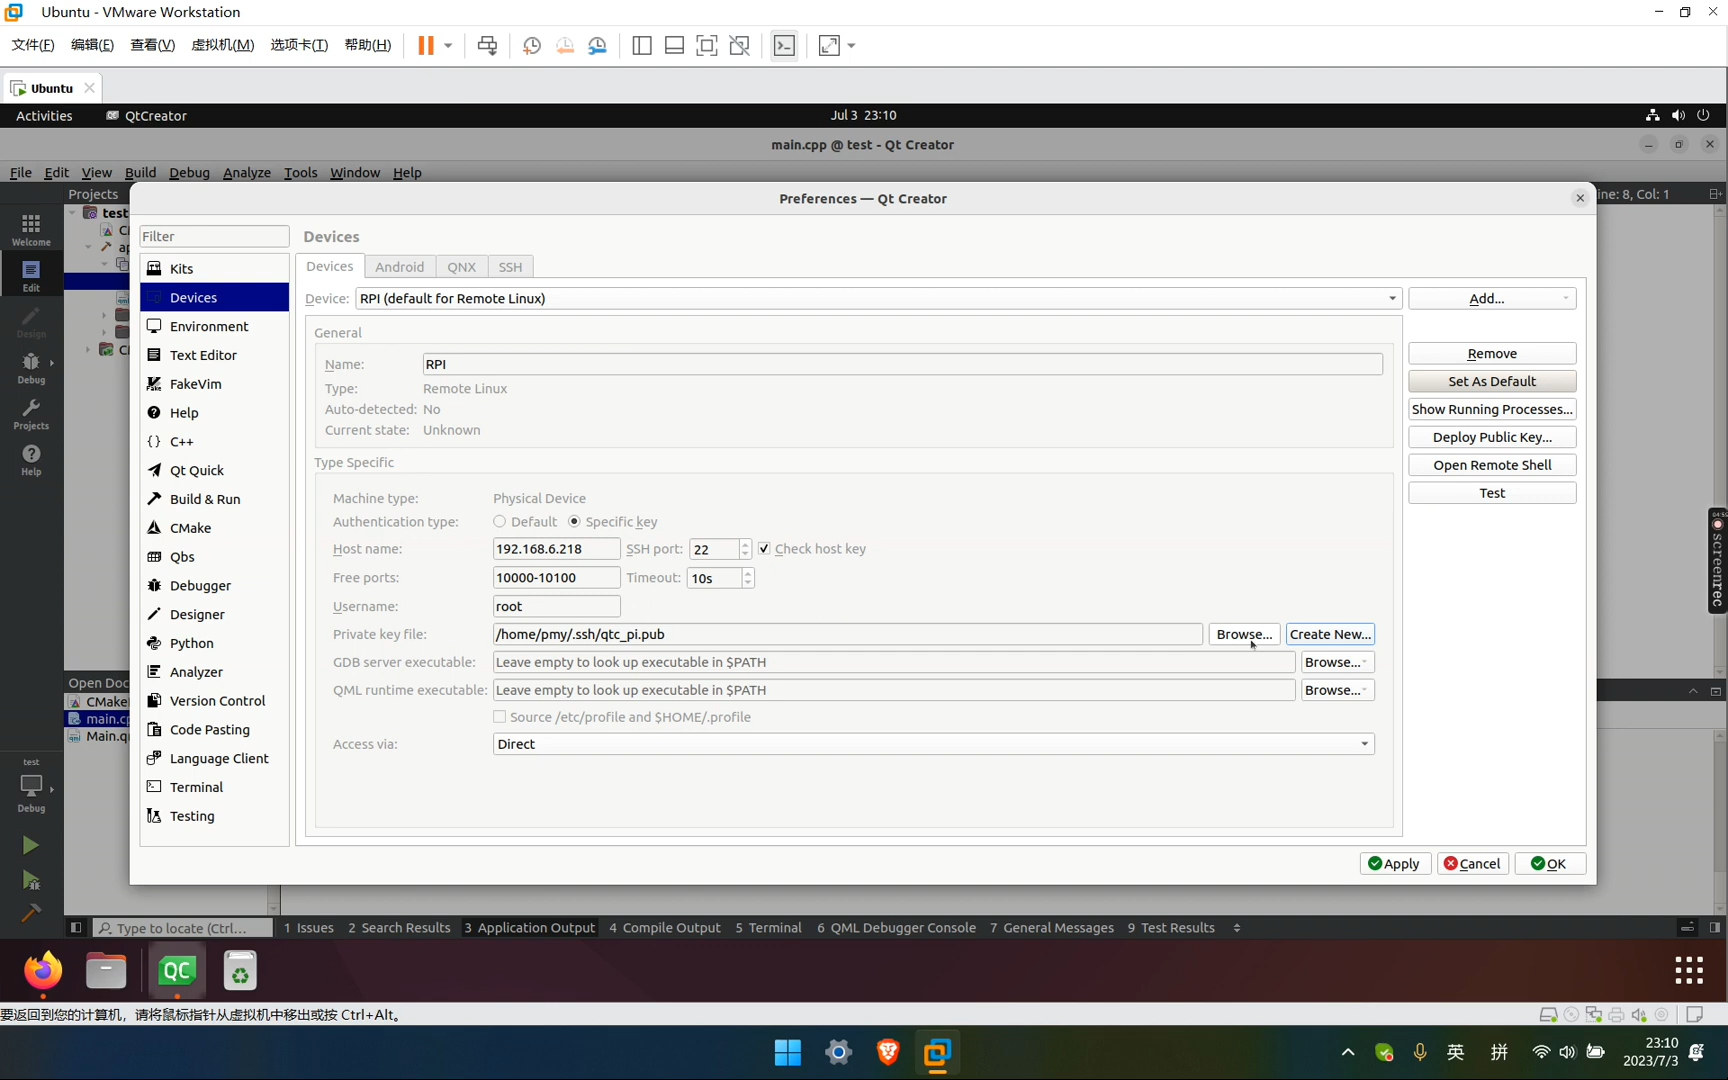 Ubuntu - VMware Workstation
文件(F) 编辑(E) 查看(V) 虚拟机(M) 选项卡(T) 帮助(H)
Ubuntu
Activities QtCreator Jul 3 23:10
main.cpp @ test - Qt Creator
File Edit View Build Debug Analyze Tools Window Help
Projects
Preferences — Qt Creator
Line: 8, Col: 1
test
Welcome
Edit
Design
Debug
Projects
Help
Filter
Kits
Devices
Environment
Text Editor
FakeVim
Help
C++
Qt Quick
Build & Run
CMake
Qbs
Debugger
Designer
Python
Analyzer
Version Control
Code Pasting
Language Client
Terminal
Testing
Devices
Devices Android QNX SSH
Device: RPI (default for Remote Linux) Add...
General
Name: RPI
Type: Remote Linux
Auto-detected: No
Current state: Unknown
Remove
Set As Default
Show Running Processes...
Deploy Public Key...
Open Remote Shell
Test
Type Specific
Machine type: Physical Device
Authentication type: Default Specific key
Host name: 192.168.6.218 SSH port: 22 Check host key
Free ports: 10000-10100 Timeout: 10s
Username: root
Private key file: /home/pmy/.ssh/qtc_pi.pub Browse... Create New...
GDB server executable: Leave empty to look up executable in $PATH Browse...
QML runtime executable: Leave empty to look up executable in $PATH Browse...
Source /etc/profile and $HOME/.profile
Access via: Direct
Apply Cancel OK
screenrec
Open Doc
CMake
main.cp
Main.q
test
Debug
Type to locate (Ctrl... 1 Issues 2 Search Results 3 Application Output 4 Compile Output 5 Terminal 6 QML Debugger Console 7 General Messages 9 Test Results
QC
要返回到您的计算机，请将鼠标指针从虚拟机中移出或按 Ctrl+Alt。
英 拼 23:10
2023/7/3